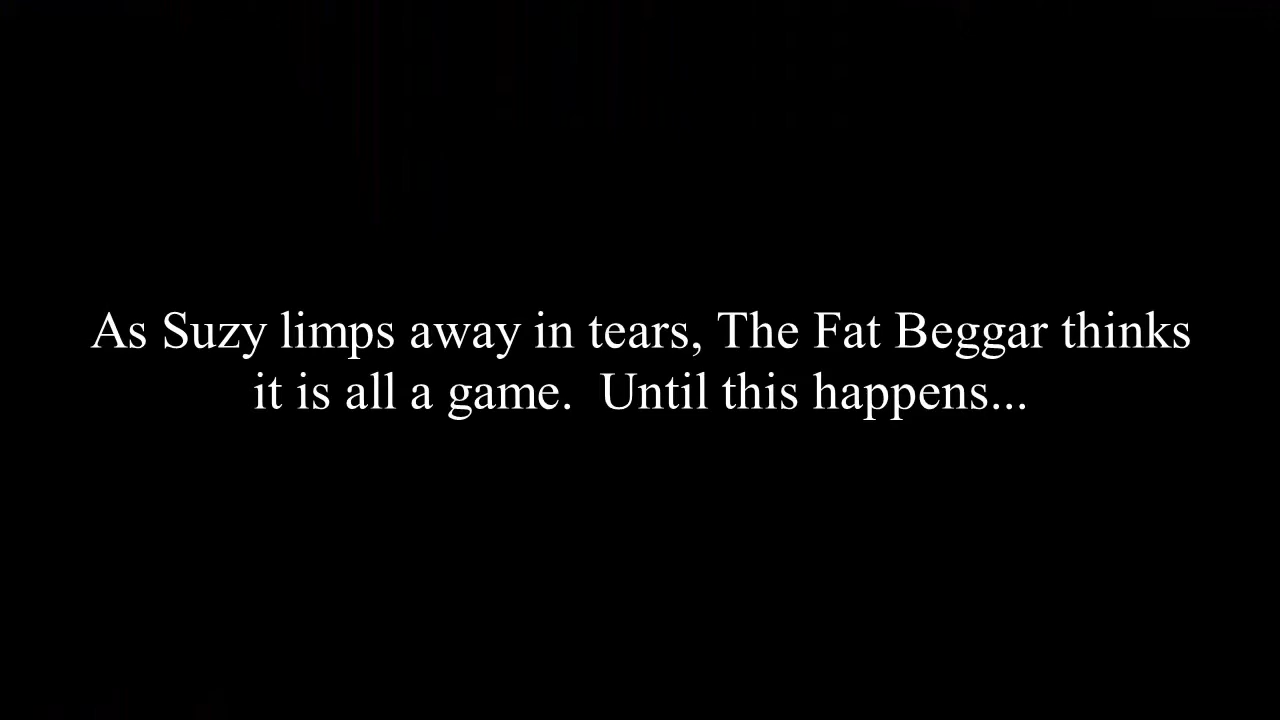 As Suzy limps away in tears, The Fat Beggar thinks
it is all a game.  Until this happens...